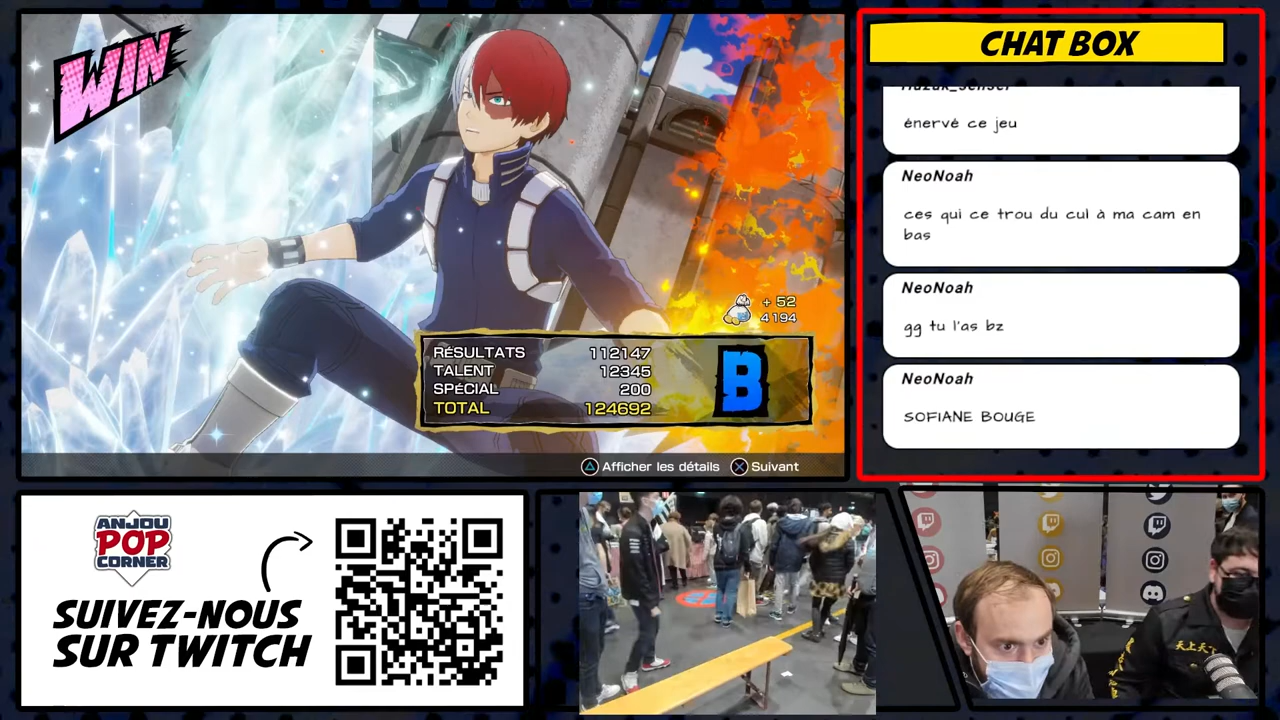 WIN
+ 52
4 194
RÉSULTATS 112147
TALENT 12345
SPÉCIAL 200
TOTAL 124692
B
Afficher les détails Suivant
CHAT BOX
énervé ce jeu
NeoNoah
ces qui ce trou du cul à ma cam en
bas
NeoNoah
gg tu l'as bz
NeoNoah
SOFIANE BOUGE
ANJOU
POP
CORNER
SUIVEZ-NOUS
SUR TWITCH